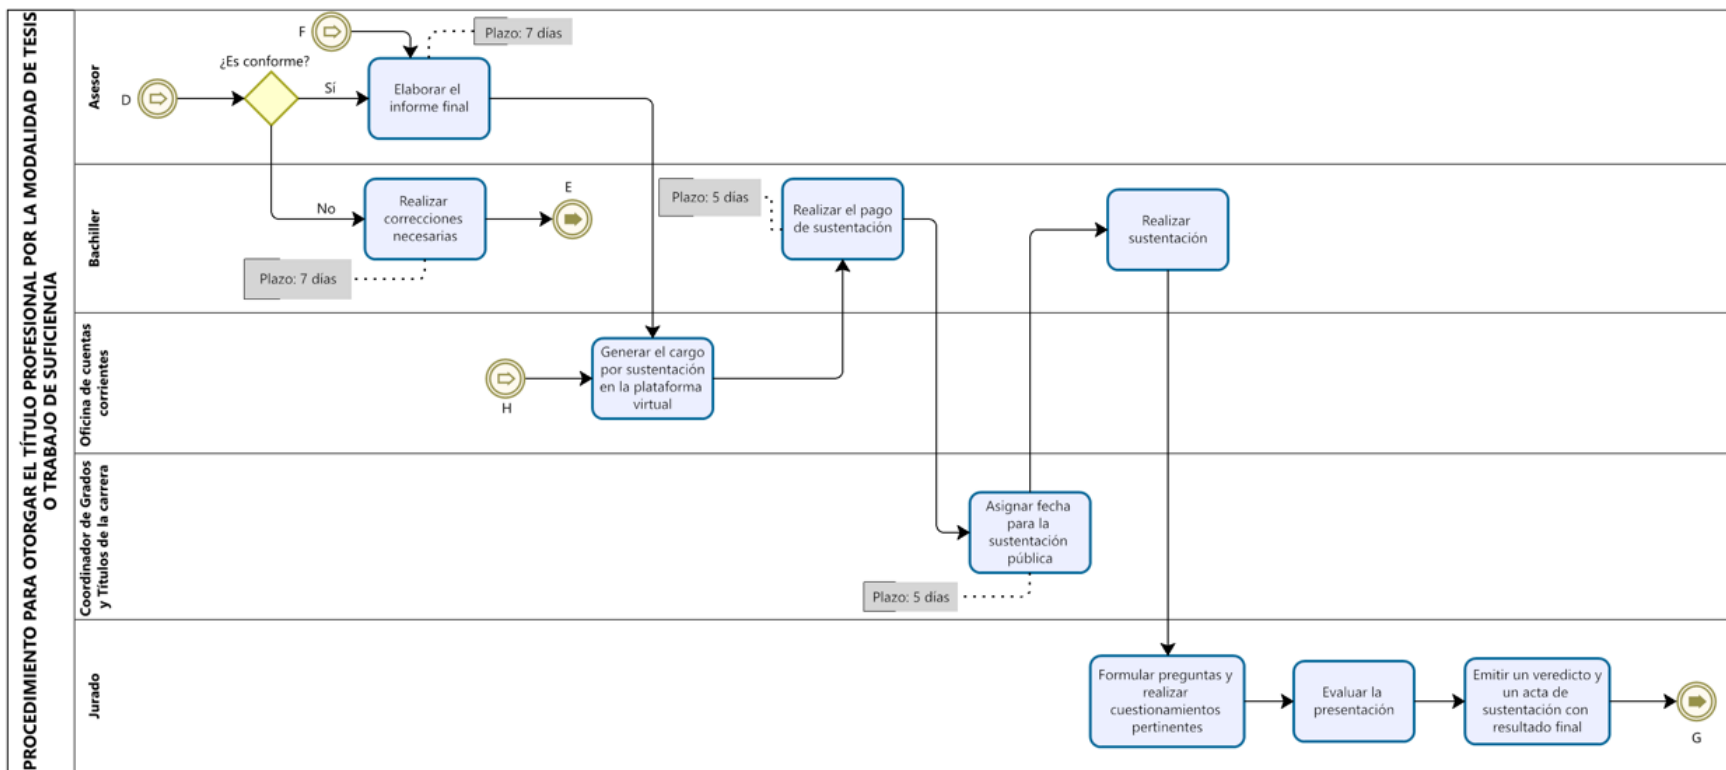 PROCEDIMIENTO PARA OTORGAR EL TÍTULO PROFESIONAL POR LA MODALIDAD DE TESIS
O TRABAJO DE SUFICIENCIA
Asesor
D
¿Es conforme?
Sí
No
F
Elaborar el
informe final
Plazo: 7 días
Bachiller
Realizar
correcciones
necesarias
Plazo: 7 días
E
Plazo: 5 días
Realizar el pago
de sustentación
Realizar
sustentación
Oficina de cuentas
corrientes
H
Generar el cargo
por sustentación
en la plataforma
virtual
Coordinador de Grados
y Títulos de la carrera
Asignar fecha
para la
sustentación
pública
Plazo: 5 días
Jurado
Formular preguntas y
realizar
cuestionamientos
pertinentes
Evaluar la
presentación
Emitir un veredicto y
un acta de
sustentación con
resultado final
G